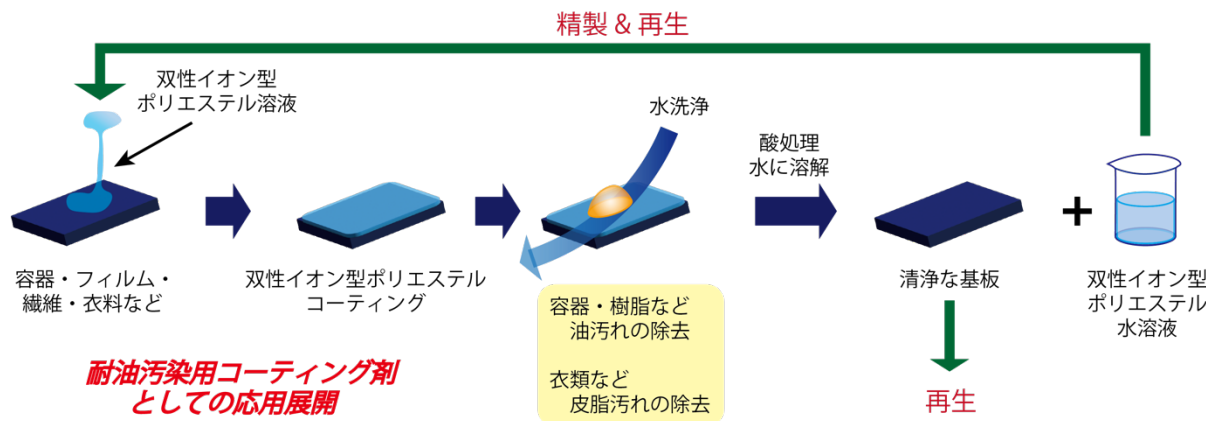 精製 & 再生
双性イオン型
ポリエステル溶液
水洗浄
酸処理
水に溶解
+
容器・フィルム・
繊維・衣料など
双性イオン型ポリエステル
コーティング
容器・樹脂など
油汚れの除去
衣類など
皮脂汚れの除去
清浄な基板
双性イオン型
ポリエステル
水溶液
再生
耐油汚染用コーティング剤
としての応用展開